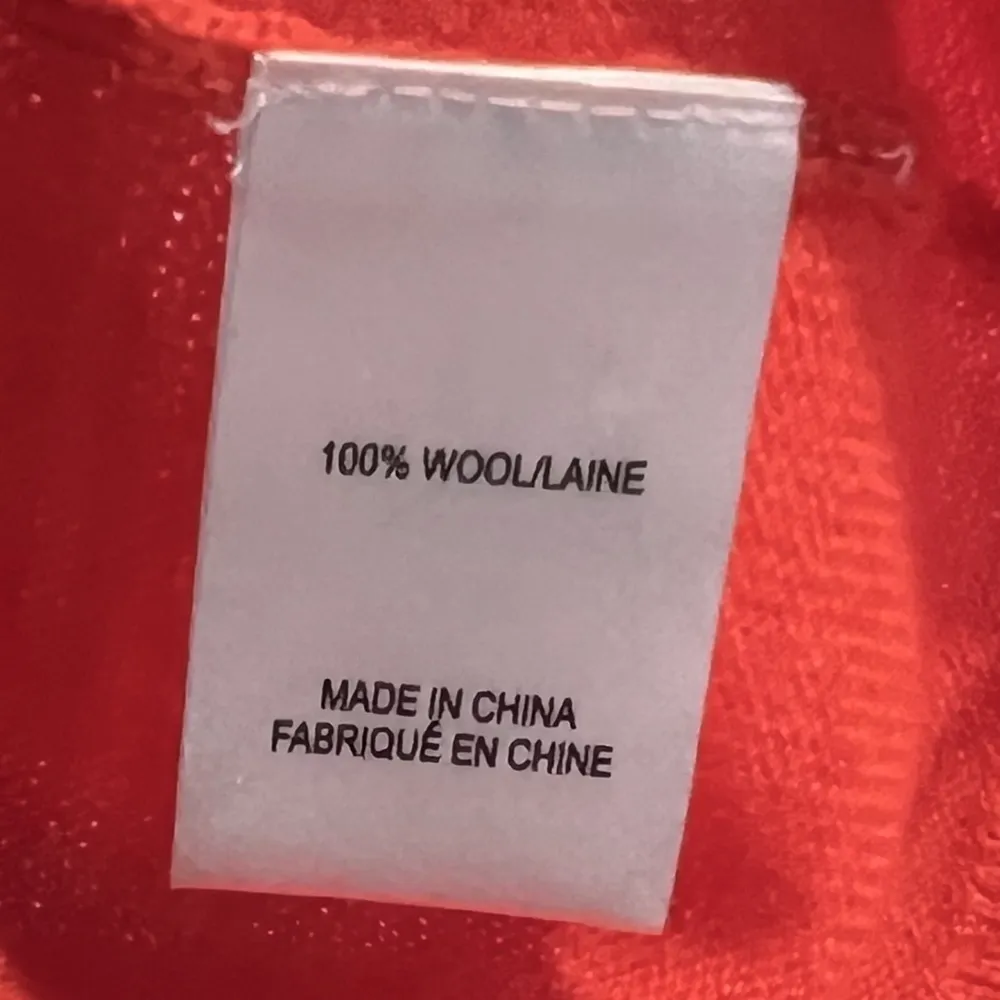 100% WOOL/LAINE
MADE IN CHINA
FABRIQUÉ EN CHINE